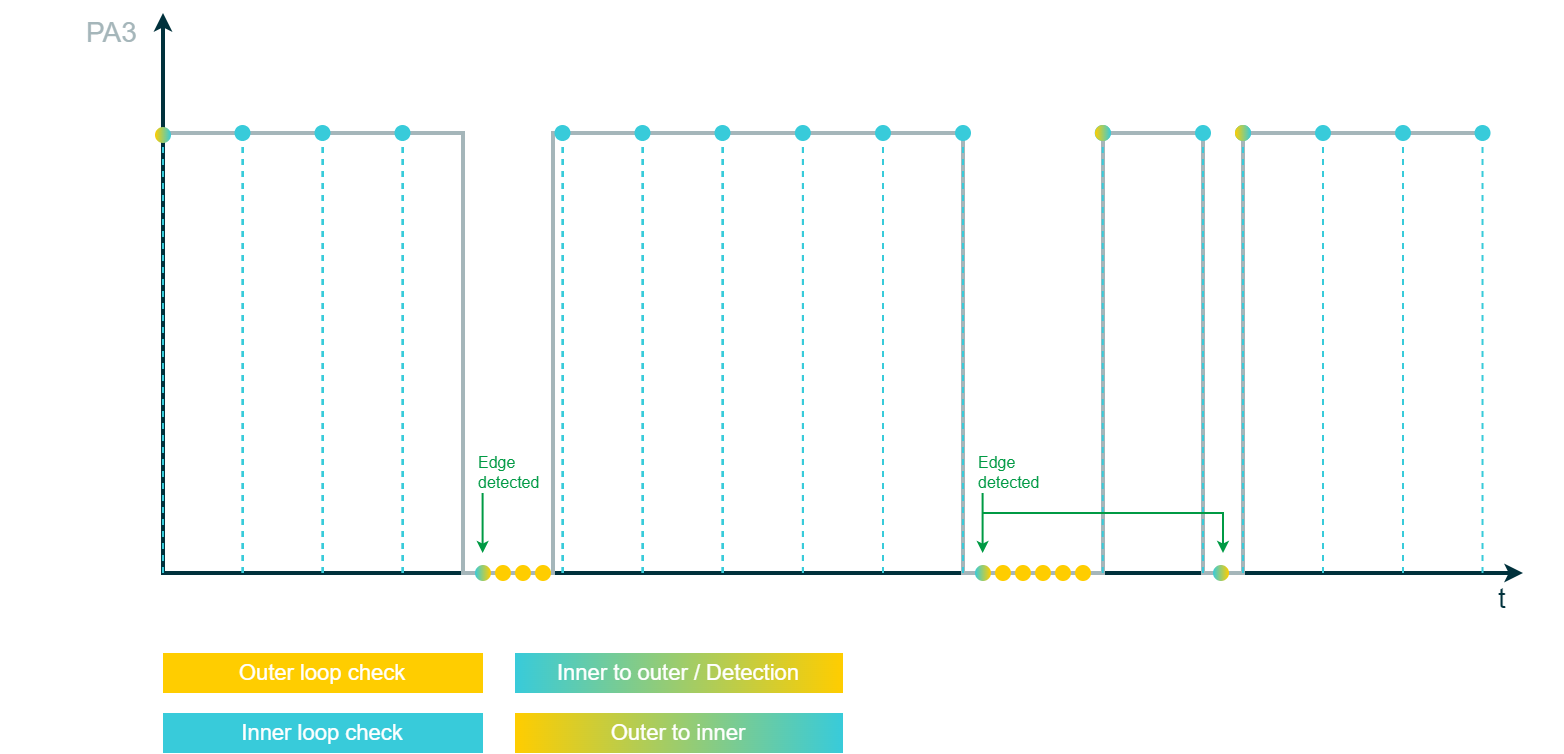 PA3
Edge
detected
Edge
detected
t
Outer loop check
Inner to outer / Detection
Inner loop check
Outer to inner